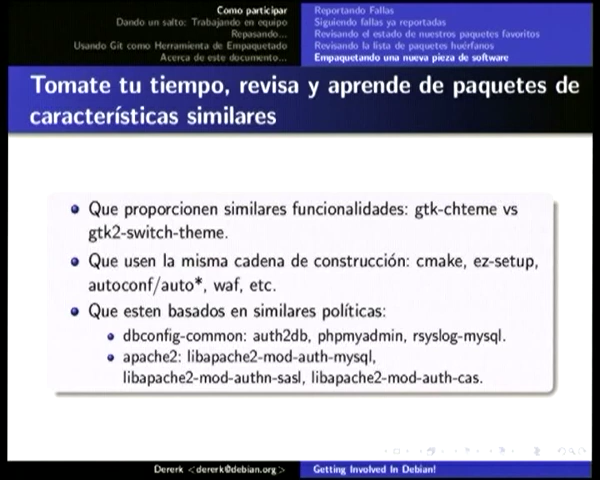 Como participar
Dando un salto: Trabajando en equipo
Repasando...
Usando Git como Herramienta de Empaquetado
Acerca de este documento...
Reportando Fallas
Siguiendo fallas ya reportadas
Revisando el estado de nuestros paquetes favoritos
Revisando la lista de paquetes huérfanos
Empaquetando una nueva pieza de software
Tomate tu tiempo, revisa y aprende de paquetes de
características similares
Que proporcionen similares funcionalidades: gtk-chteme vs
gtk2-switch-theme.
Que usen la misma cadena de construcción: cmake, ez-setup,
autoconf/auto*, waf, etc.
Que esten basados en similares políticas:
dbconfig-common: auth2db, phpmyadmin, rsyslog-mysql.
apache2: libapache2-mod-auth-mysql,
libapache2-mod-authn-sasl, libapache2-mod-auth-cas.
Dererk <dererk@debian.org>
Getting Involved In Debian!